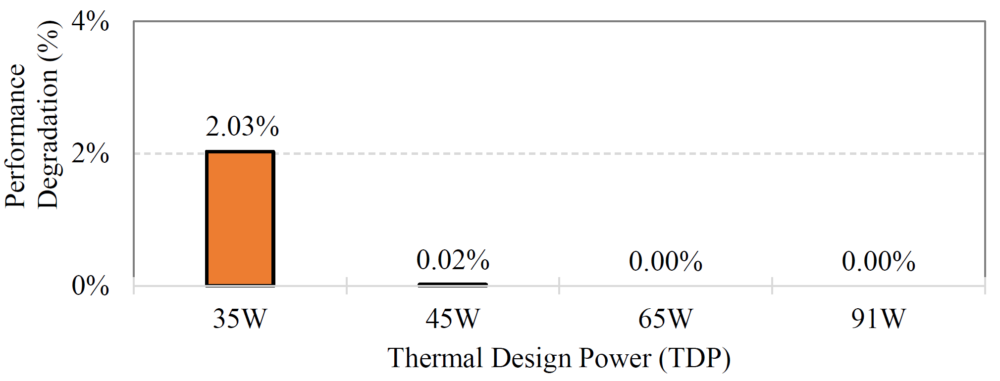 Performance
Degradation (%)
4%
2%
0%
2.03%
0.02%
0.00%
0.00%
35W
45W
65W
91W
Thermal Design Power (TDP)